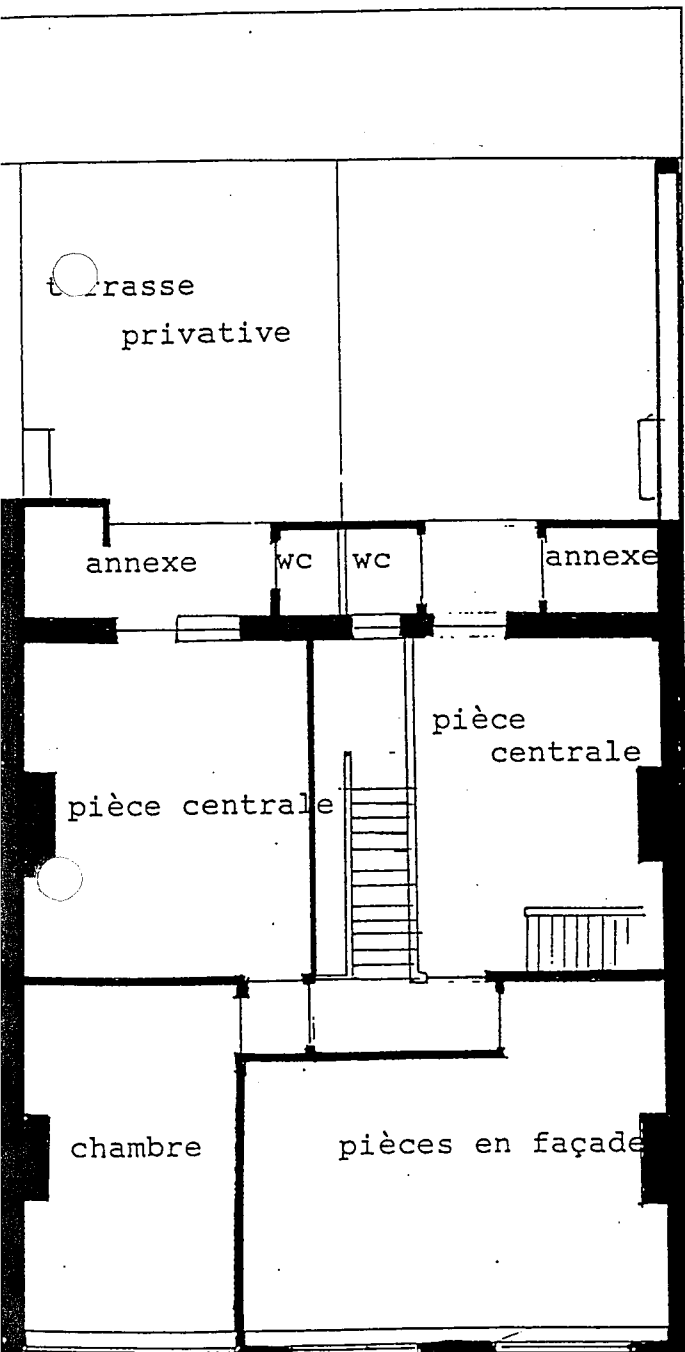 terrasse
privative
annexe
wc
wc
annexe
pièce
centrale
pièce centrale
chambre
pièces en façade